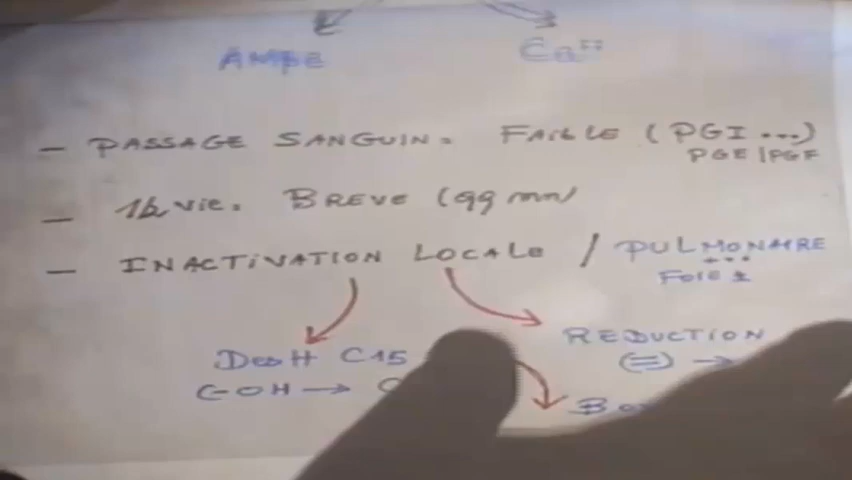 AMPc Ca++
- PASSAGE SANGUIN : FAIBLE (PGI ...)
PGE/PGF
- 1/2 vie : BREVE (qq mn)
- INACTIVATION LOCALE / PULMONAIRE
+++
Foie ±
REDUCTION
DesH C15
(=) →
C-OH →